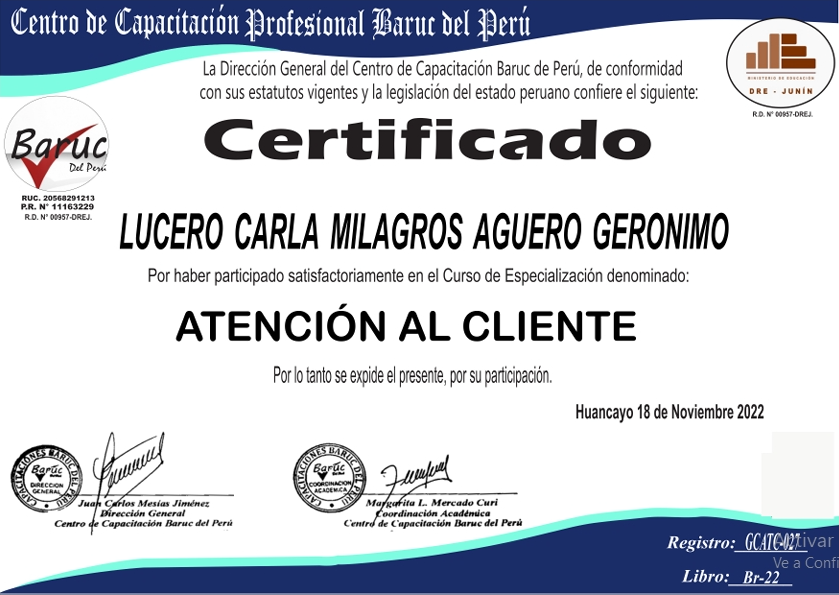 Centro de Capacitación Profesional Baruc del Perú
La Dirección General del Centro de Capacitación Baruc de Perú, de conformidad
con sus estatutos vigentes y la legislación del estado peruano confiere el siguiente:
MINISTERIO DE EDUCACION
DRE - JUNÍN
R.D. N° 00957-DREJ.
Certificado
Baruc
Del Perú
RUC. 20568291213
P.R. N° 11163229
R.D. N° 00957-DREJ.
LUCERO CARLA MILAGROS AGUERO GERONIMO
Por haber participado satisfactoriamente en el Curso de Especialización denominado:
ATENCIÓN AL CLIENTE
Por lo tanto se expide el presente, por su participación.
Huancayo 18 de Noviembre 2022
CAPACITACIONES BARUC DEL PERU
Baruc
DIRECCIÓN
GENERAL
Juan Carlos Mesías Jiménez
Dirección General
Centro de Capacitación Baruc del Perú
CAPACITACIONES BARUC DEL PERU
Baruc
COORDINACION
ACADÉMICA
Margarita L. Mercado Curi
Coordinación Académica
Centro de Capacitación Baruc del Perú
Registro: GCATC-027
Libro: Br-22
Activar
Ve a Confi